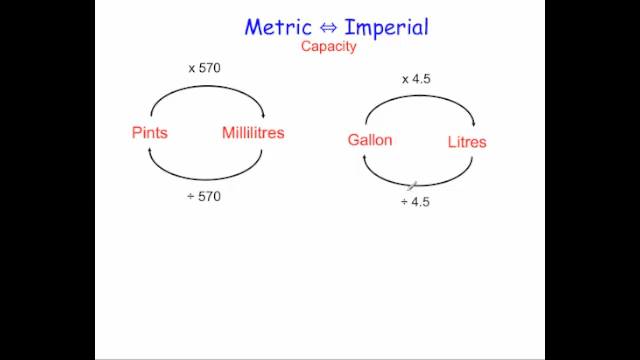 Metric ⇔ Imperial
Capacity
x 570
Pints
Millilitres
÷ 570
x 4.5
Gallon
Litres
÷ 4.5